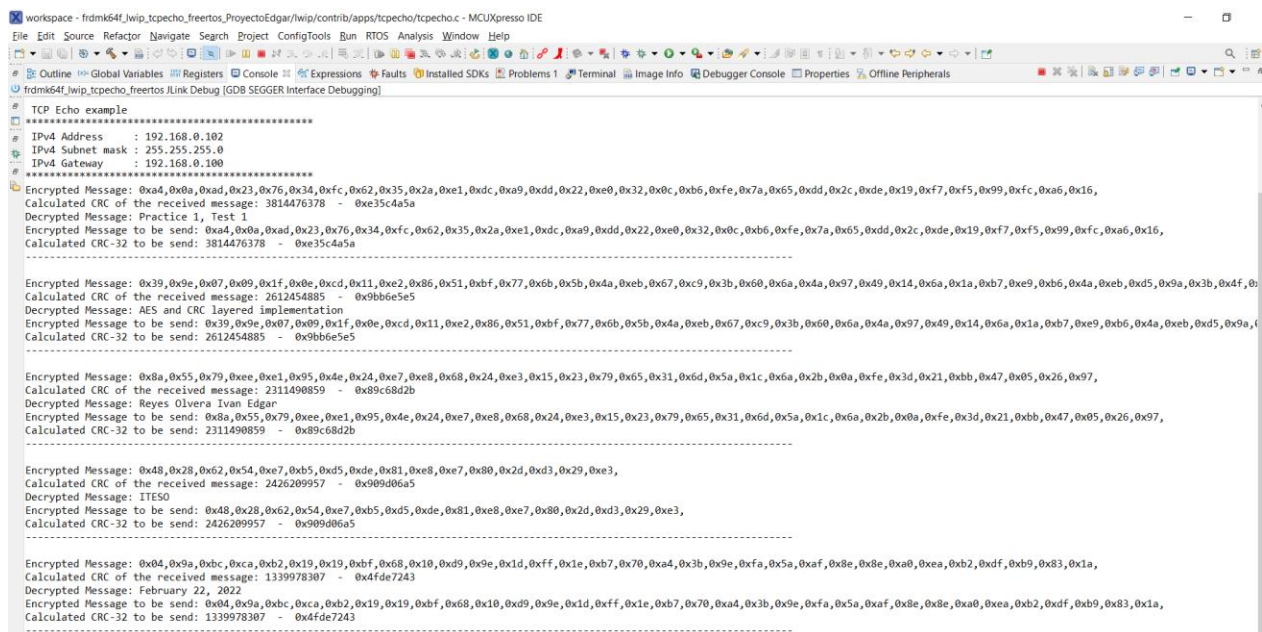 workspace - frdmk64f_lwip_tcpecho_freertos_ProyectoEdgar/lwip/contrib/apps/tcpecho/tcpecho.c - MCUXpresso IDE
File Edit Source Refactor Navigate Search Project ConfigTools Run RTOS Analysis Window Help
Outline Global Variables Registers Console Expressions Faults Installed SDKs Problems 1 Terminal Image Info Debugger Console Properties Offline Peripherals
frdmk64f_lwip_tcpecho_freertos JLink Debug [GDB SEGGER Interface Debugging]
TCP Echo example
************************************************
IPv4 Address : 192.168.0.102
IPv4 Subnet mask : 255.255.255.0
IPv4 Gateway : 192.168.0.100
************************************************
Encrypted Message: 0xa4,0x0a,0xad,0x23,0x76,0x34,0xfc,0x62,0x35,0x2a,0xe1,0xdc,0xa9,0xdd,0x22,0xe0,0x32,0x0c,0xb6,0xfe,0x7a,0x65,0xdd,0x2c,0xde,0x19,0xf7,0xf5,0x99,0xfc,0xa6,0x16,
Calculated CRC of the received message: 3814476378 - 0xe35c4a5a
Decrypted Message: Practice 1, Test 1
Encrypted Message to be send: 0xa4,0x0a,0xad,0x23,0x76,0x34,0xfc,0x62,0x35,0x2a,0xe1,0xdc,0xa9,0xdd,0x22,0xe0,0x32,0x0c,0xb6,0xfe,0x7a,0x65,0xdd,0x2c,0xde,0x19,0xf7,0xf5,0x99,0xfc,0xa6,0x16,
Calculated CRC-32 to be send: 3814476378 - 0xe35c4a5a
--------------------------------------------------------------------------------------------------------------------------------
Encrypted Message: 0x39,0x9e,0x07,0x09,0x1f,0x0e,0xcd,0x11,0xe2,0x86,0x51,0xbf,0x77,0x6b,0x5b,0x4a,0xeb,0x67,0xc9,0x3b,0x60,0x6a,0x4a,0x97,0x49,0x14,0x6a,0x1a,0xb7,0xe9,0xb6,0x4a,0xeb,0xd5,0x9a,0x3b,0x4f,0x
Calculated CRC of the received message: 2612454885 - 0x9bb6e5e5
Decrypted Message: AES and CRC layered implementation
Encrypted Message to be send: 0x39,0x9e,0x07,0x09,0x1f,0x0e,0xcd,0x11,0xe2,0x86,0x51,0xbf,0x77,0x6b,0x5b,0x4a,0xeb,0x67,0xc9,0x3b,0x60,0x6a,0x4a,0x97,0x49,0x14,0x6a,0x1a,0xb7,0xe9,0xb6,0x4a,0xeb,0xd5,0x9a,
Calculated CRC-32 to be send: 2612454885 - 0x9bb6e5e5
--------------------------------------------------------------------------------------------------------------------------------
Encrypted Message: 0x8a,0x55,0x79,0xee,0xe1,0x95,0x4e,0x24,0xe7,0xe8,0x68,0x24,0xe3,0x15,0x23,0x79,0x65,0x31,0x6d,0x5a,0x1c,0x6a,0x2b,0x0a,0xfe,0x3d,0x21,0xbb,0x47,0x05,0x26,0x97,
Calculated CRC of the received message: 2311490859 - 0x89c68d2b
Decrypted Message: Reyes Olvera Ivan Edgar
Encrypted Message to be send: 0x8a,0x55,0x79,0xee,0xe1,0x95,0x4e,0x24,0xe7,0xe8,0x68,0x24,0xe3,0x15,0x23,0x79,0x65,0x31,0x6d,0x5a,0x1c,0x6a,0x2b,0x0a,0xfe,0x3d,0x21,0xbb,0x47,0x05,0x26,0x97,
Calculated CRC-32 to be send: 2311490859 - 0x89c68d2b
--------------------------------------------------------------------------------------------------------------------------------
Encrypted Message: 0x48,0x28,0x62,0x54,0xe7,0xb5,0xd5,0xde,0x81,0xe8,0xe7,0x80,0x2d,0xd3,0x29,0xe3,
Calculated CRC of the received message: 2426209957 - 0x909d06a5
Decrypted Message: ITESO
Encrypted Message to be send: 0x48,0x28,0x62,0x54,0xe7,0xb5,0xd5,0xde,0x81,0xe8,0xe7,0x80,0x2d,0xd3,0x29,0xe3,
Calculated CRC-32 to be send: 2426209957 - 0x909d06a5
--------------------------------------------------------------------------------------------------------------------------------
Encrypted Message: 0x04,0x9a,0xbc,0xca,0xb2,0x19,0x19,0xbf,0x68,0x10,0xd9,0x9e,0x1d,0xff,0x1e,0xb7,0x70,0xa4,0x3b,0x9e,0xfa,0x5a,0xaf,0x8e,0x8e,0xa0,0xea,0xb2,0xdf,0xb9,0x83,0x1a,
Calculated CRC of the received message: 1339978307 - 0x4fde7243
Decrypted Message: February 22, 2022
Encrypted Message to be send: 0x04,0x9a,0xbc,0xca,0xb2,0x19,0x19,0xbf,0x68,0x10,0xd9,0x9e,0x1d,0xff,0x1e,0xb7,0x70,0xa4,0x3b,0x9e,0xfa,0x5a,0xaf,0x8e,0x8e,0xa0,0xea,0xb2,0xdf,0xb9,0x83,0x1a,
Calculated CRC-32 to be send: 1339978307 - 0x4fde7243
--------------------------------------------------------------------------------------------------------------------------------